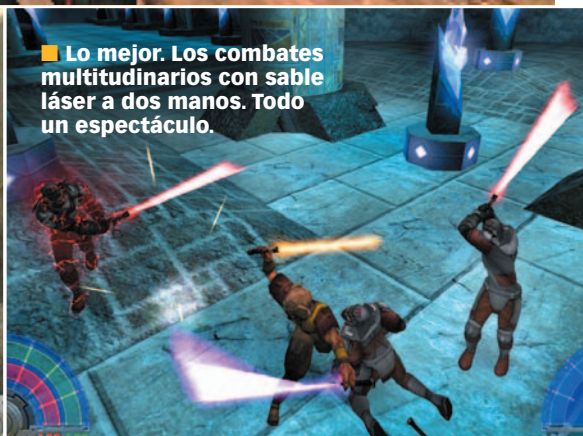 ■ Lo mejor. Los combates
multitudinarios con sable
láser a dos manos. Todo
un espectáculo.